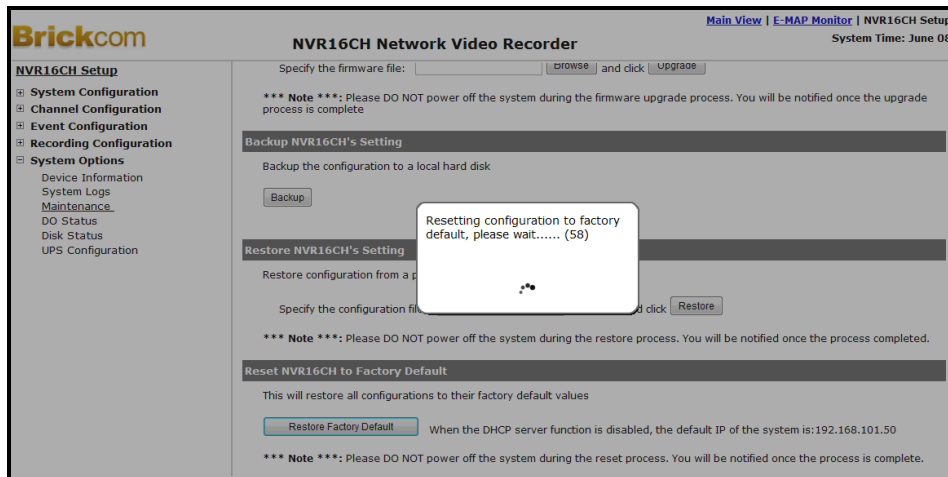 Main View | E-MAP Monitor | NVR16CH Setup
Brickcom
NVR16CH Network Video Recorder
System Time: June 08
NVR16CH Setup
System Configuration
Channel Configuration
Event Configuration
Recording Configuration
System Options
Device Information
System Logs
Maintenance
DO Status
Disk Status
UPS Configuration
Specify the firmware file: Browse and click Upgrade
*** Note ***: Please DO NOT power off the system during the firmware upgrade process. You will be notified once the upgrade
process is complete
Backup NVR16CH's Setting
Backup the configuration to a local hard disk
Backup
Resetting configuration to factory
default, please wait...... (58)
Restore NVR16CH's Setting
Restore configuration from a
Specify the configuration click Restore
*** Note ***: Please DO NOT power off the system during the restore process. You will be notified once the process completed.
Reset NVR16CH to Factory Default
This will restore all configurations to their factory default values
Restore Factory Default When the DHCP server function is disabled, the default IP of the system is:192.168.101.50
*** Note ***: Please DO NOT power off the system during the reset process. You will be notified once the process is complete.